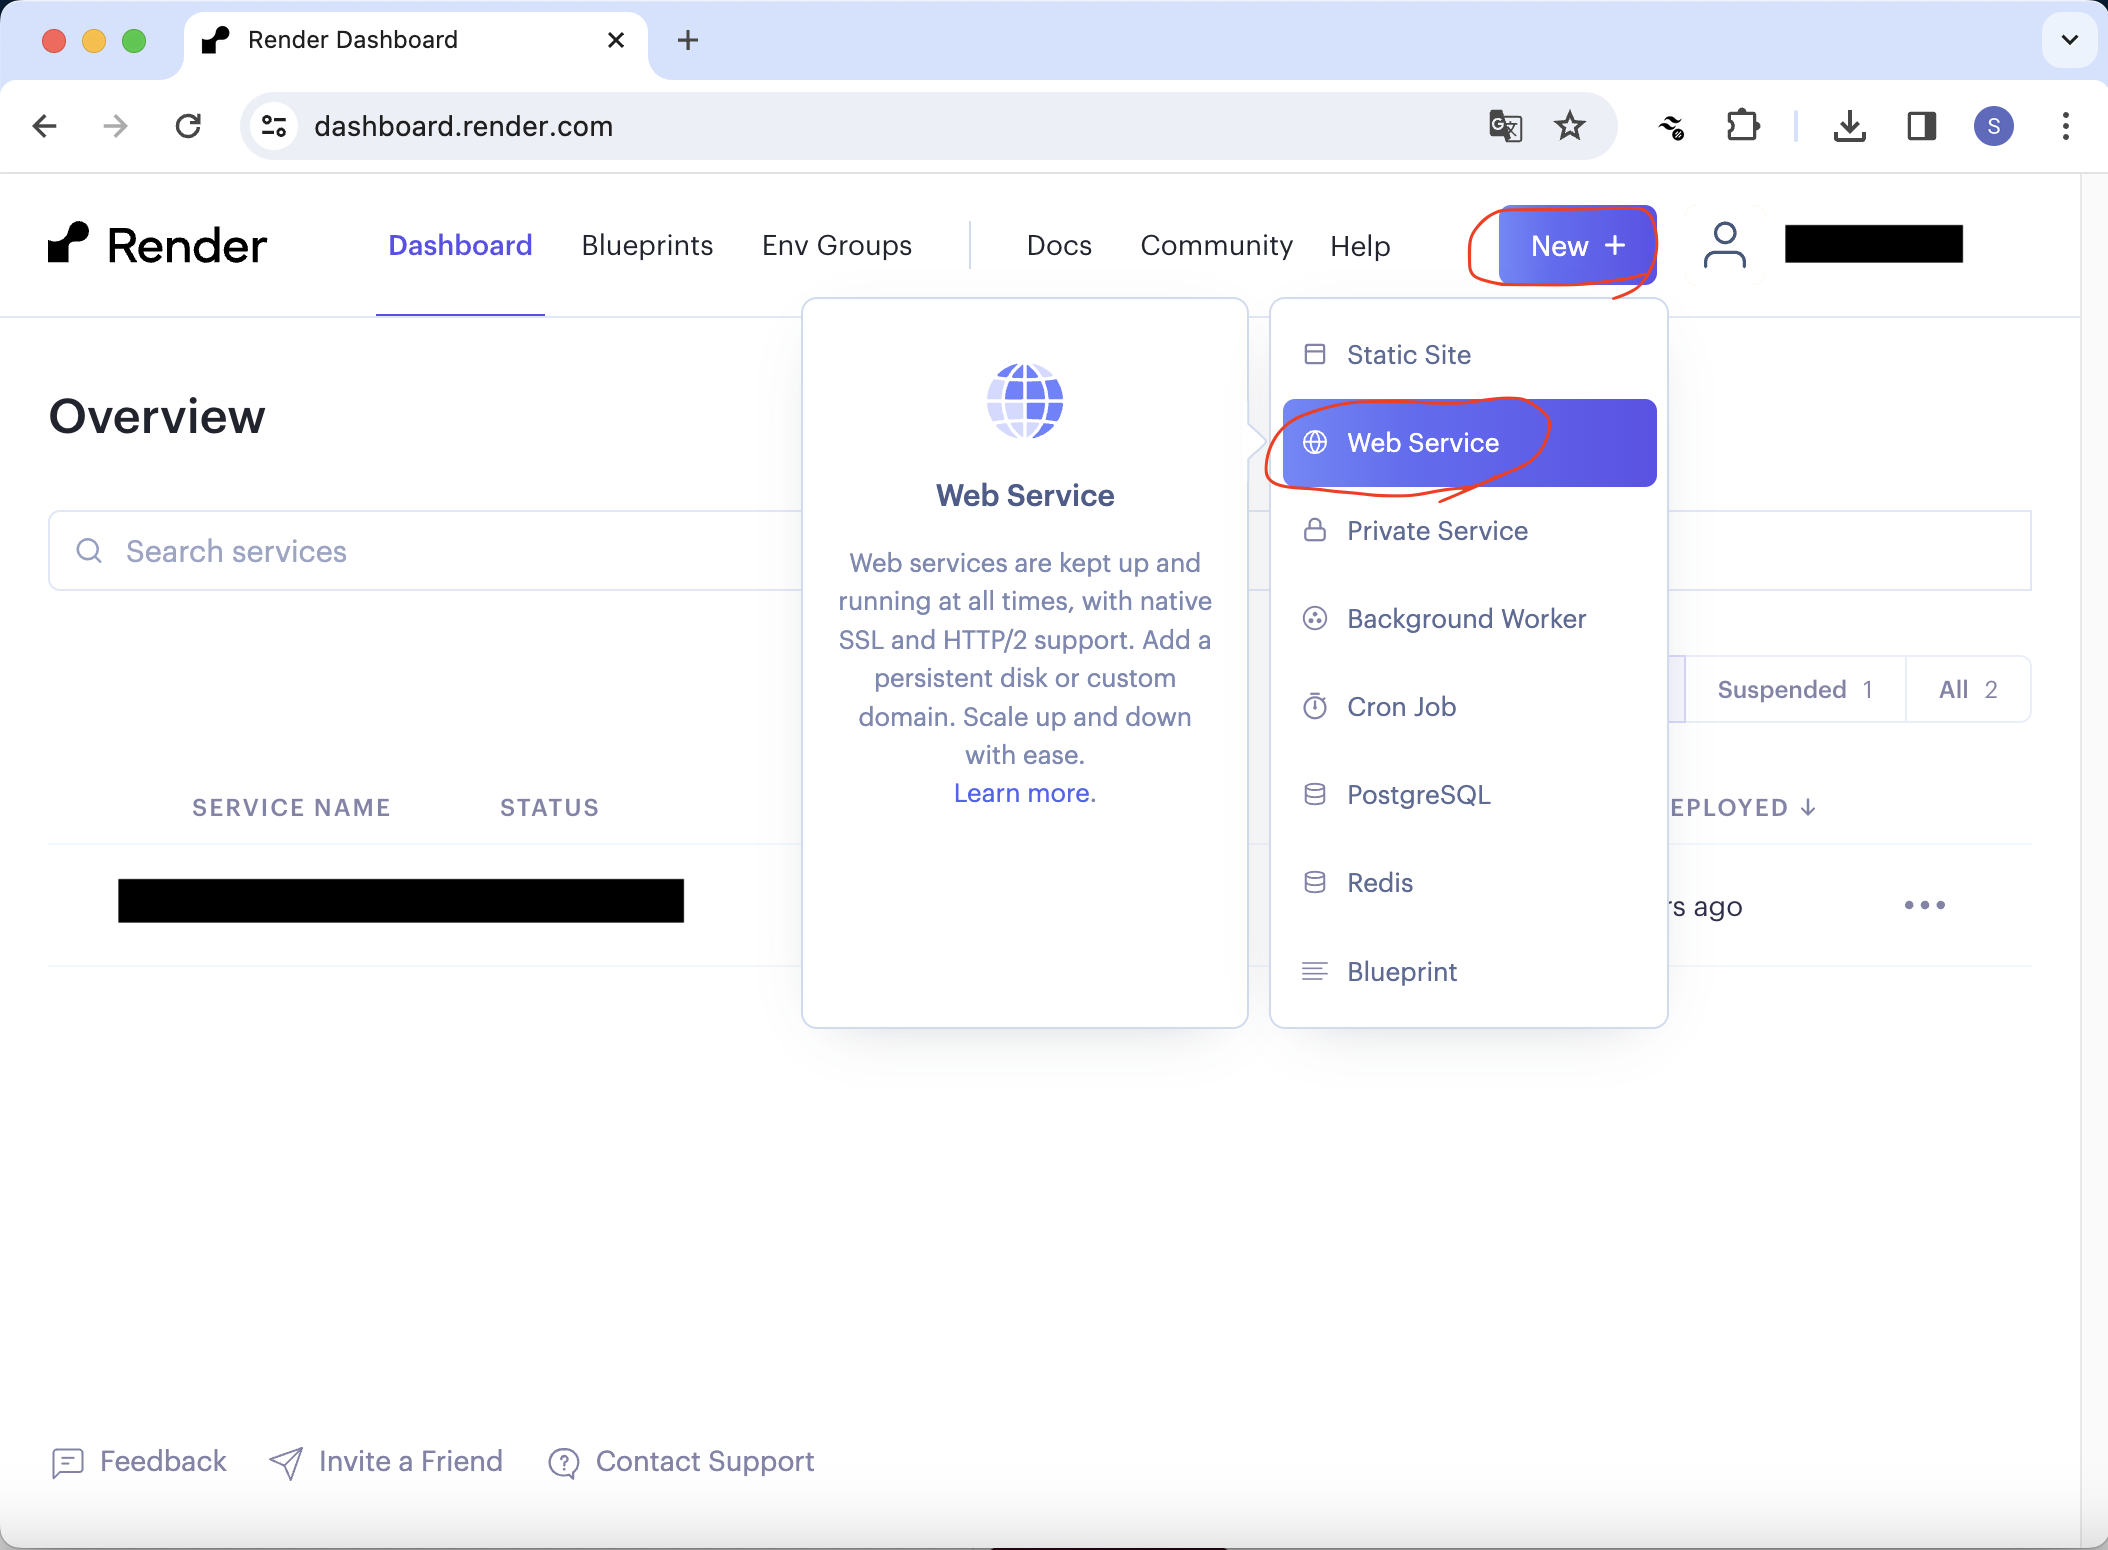 Render Dashboard
dashboard.render.com
S
Render
Dashboard
Blueprints
Env Groups
Docs
Community
Help
New +
Overview
Search services
Web Service
Web services are kept up and
running at all times, with native
SSL and HTTP/2 support. Add a
persistent disk or custom
domain. Scale up and down
with ease.
Learn more.
Static Site
Web Service
Private Service
Background Worker
Cron Job
PostgreSQL
Redis
Blueprint
Suspended 1
All 2
SERVICE NAME
STATUS
EPLOYED ↓
rs ago
Feedback
Invite a Friend
Contact Support